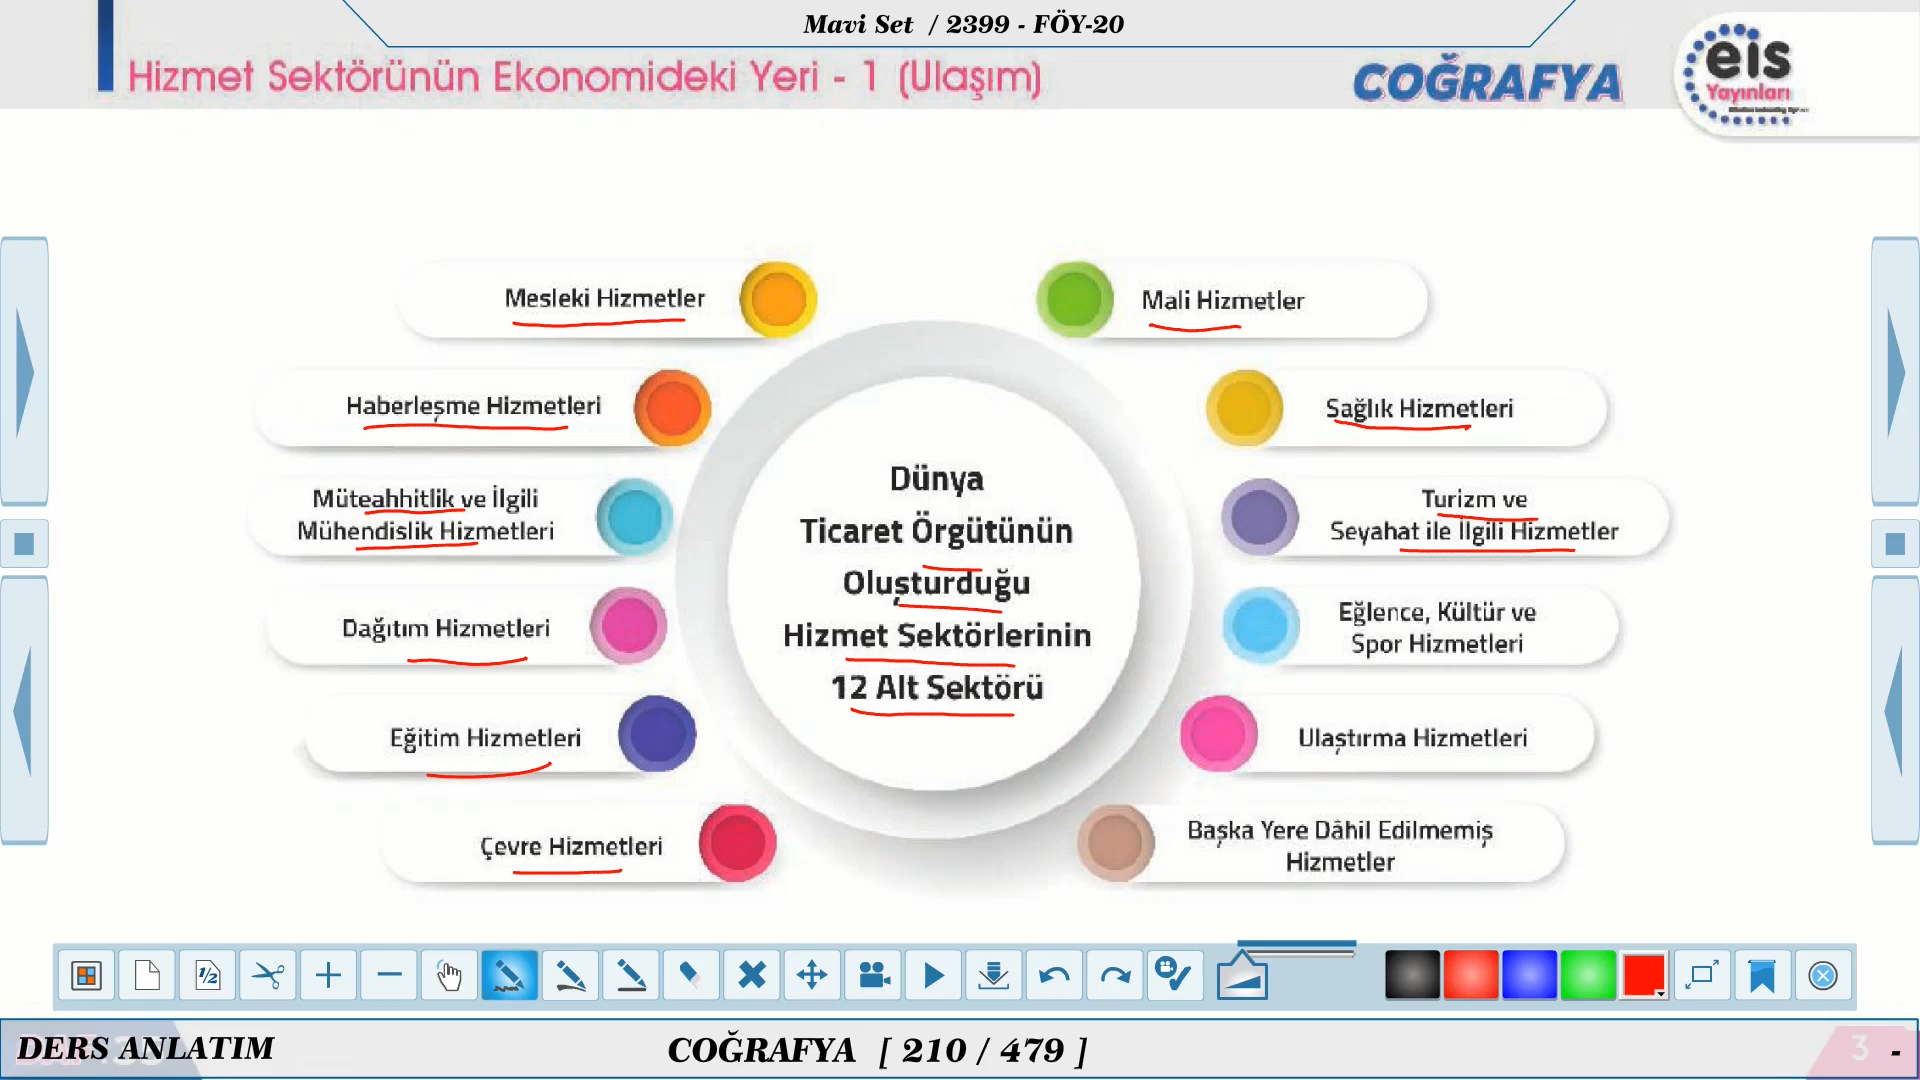 Mavi Set / 2399 - FÖY-20
Hizmet Sektörünün Ekonomideki Yeri - 1 (Ulaşım)
COĞRAFYA
eis
Yayınları
Mesleki Hizmetler
Mali Hizmetler
Haberleşme Hizmetleri
Sağlık Hizmetleri
Müteahhitlik ve İlgili
Mühendislik Hizmetleri
Turizm ve
Seyahat ile İlgili Hizmetler
Dağıtım Hizmetleri
Eğlence, Kültür ve
Spor Hizmetleri
Eğitim Hizmetleri
Ulaştırma Hizmetleri
Çevre Hizmetleri
Başka Yere Dâhil Edilmemiş
Hizmetler
Dünya
Ticaret Örgütünün
Oluşturduğu
Hizmet Sektörlerinin
12 Alt Sektörü
1/2
DERS ANLATIM
COĞRAFYA [ 210 / 479 ]
3 -